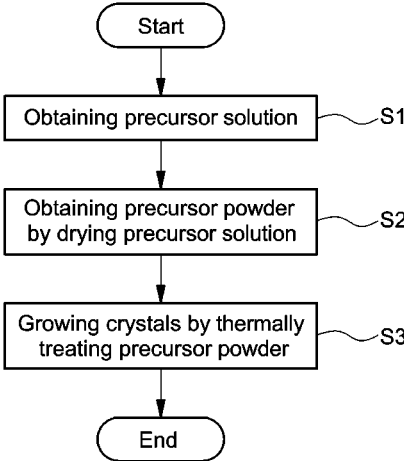 Start
Obtaining precursor solution
S1
Obtaining precursor powder
by drying precursor solution
S2
Growing crystals by thermally
treating precursor powder
S3
End